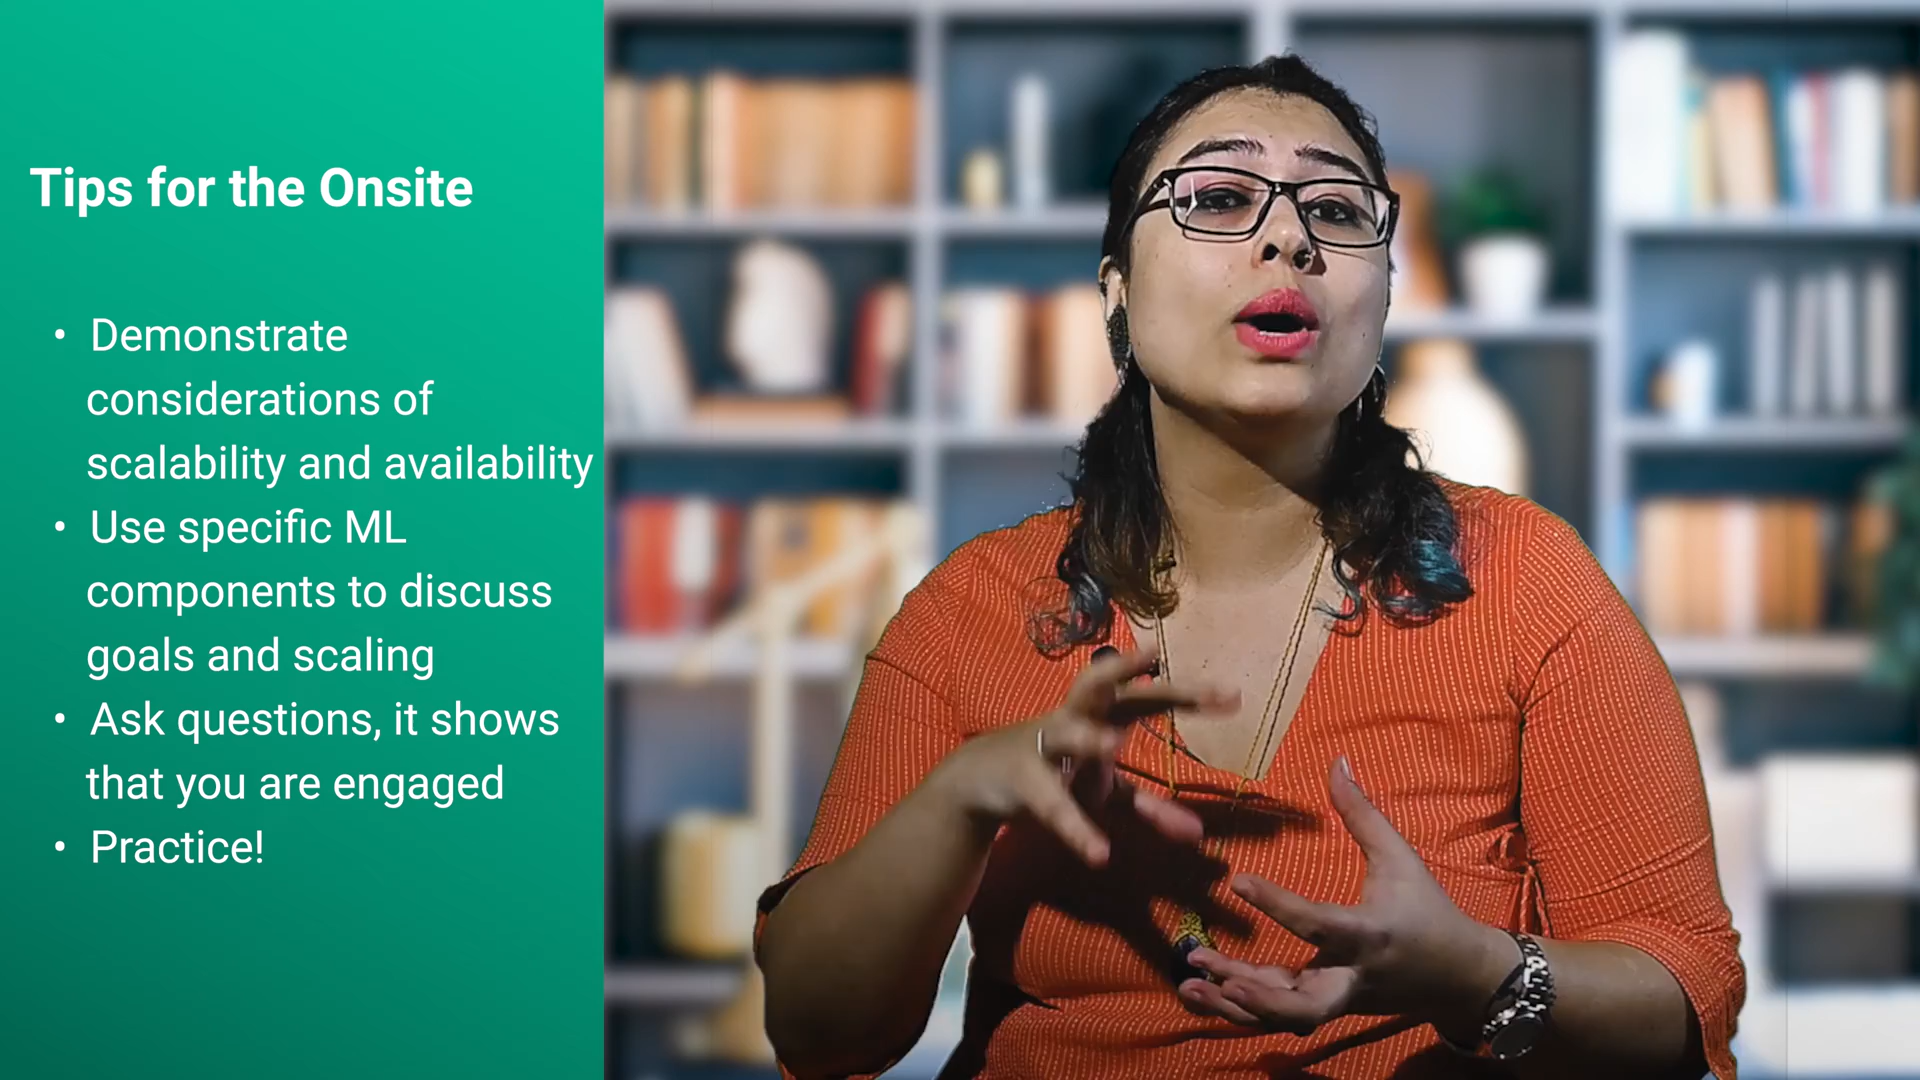 Tips for the Onsite
• Demonstrate
considerations of
scalability and availability
• Use specific ML
components to discuss
goals and scaling
• Ask questions, it shows
that you are engaged
• Practice!